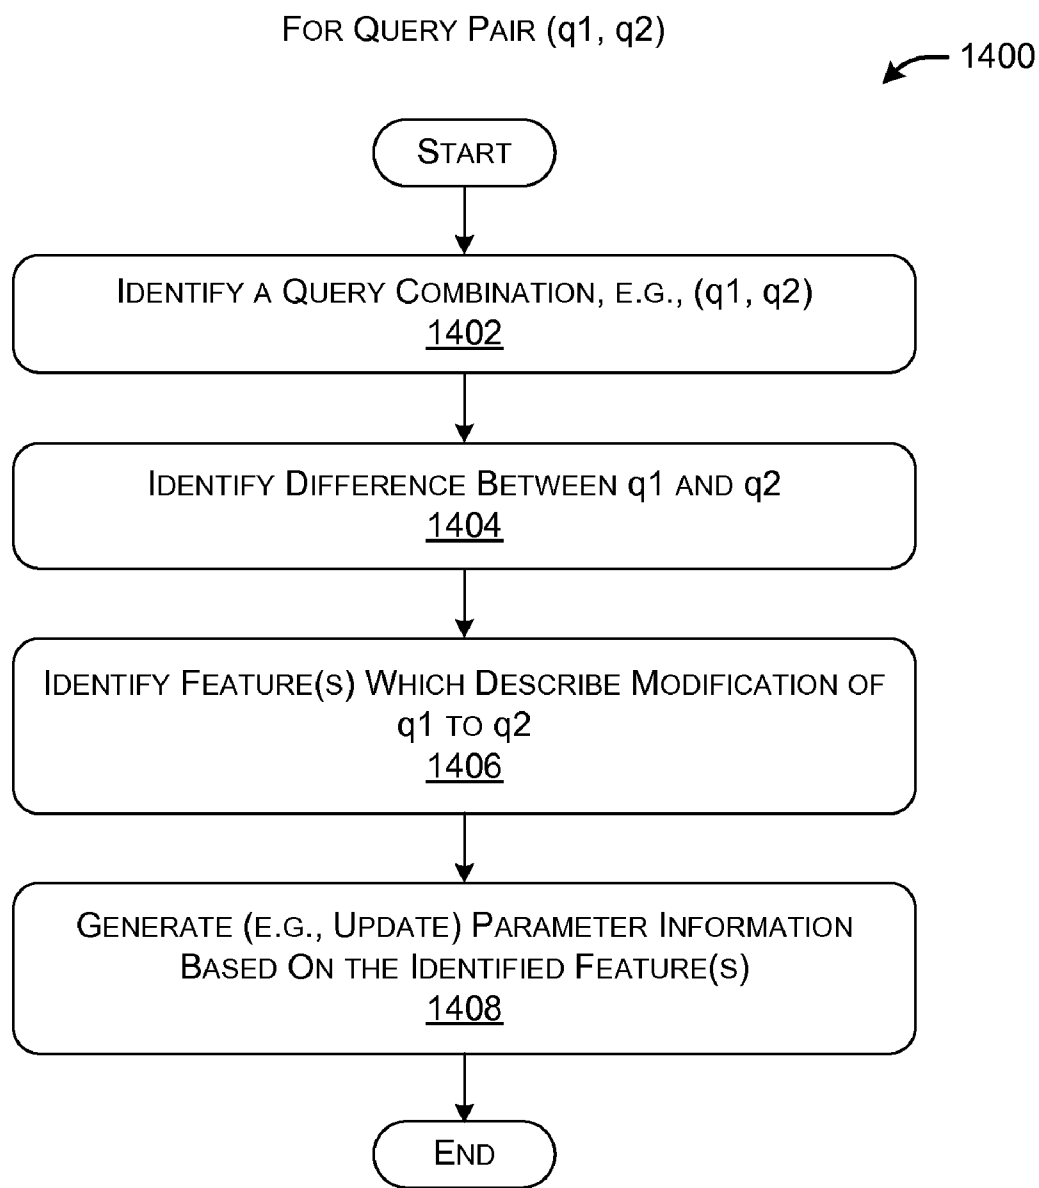 FOR QUERY PAIR (q1, q2)
1400
START
IDENTIFY A QUERY COMBINATION, E.G., (q1, q2)
1402
IDENTIFY DIFFERENCE BETWEEN q1 AND q2
1404
IDENTIFY FEATURE(S) WHICH DESCRIBE MODIFICATION OF
q1 TO q2
1406
GENERATE (E.G., UPDATE) PARAMETER INFORMATION
BASED ON THE IDENTIFIED FEATURE(S)
1408
END